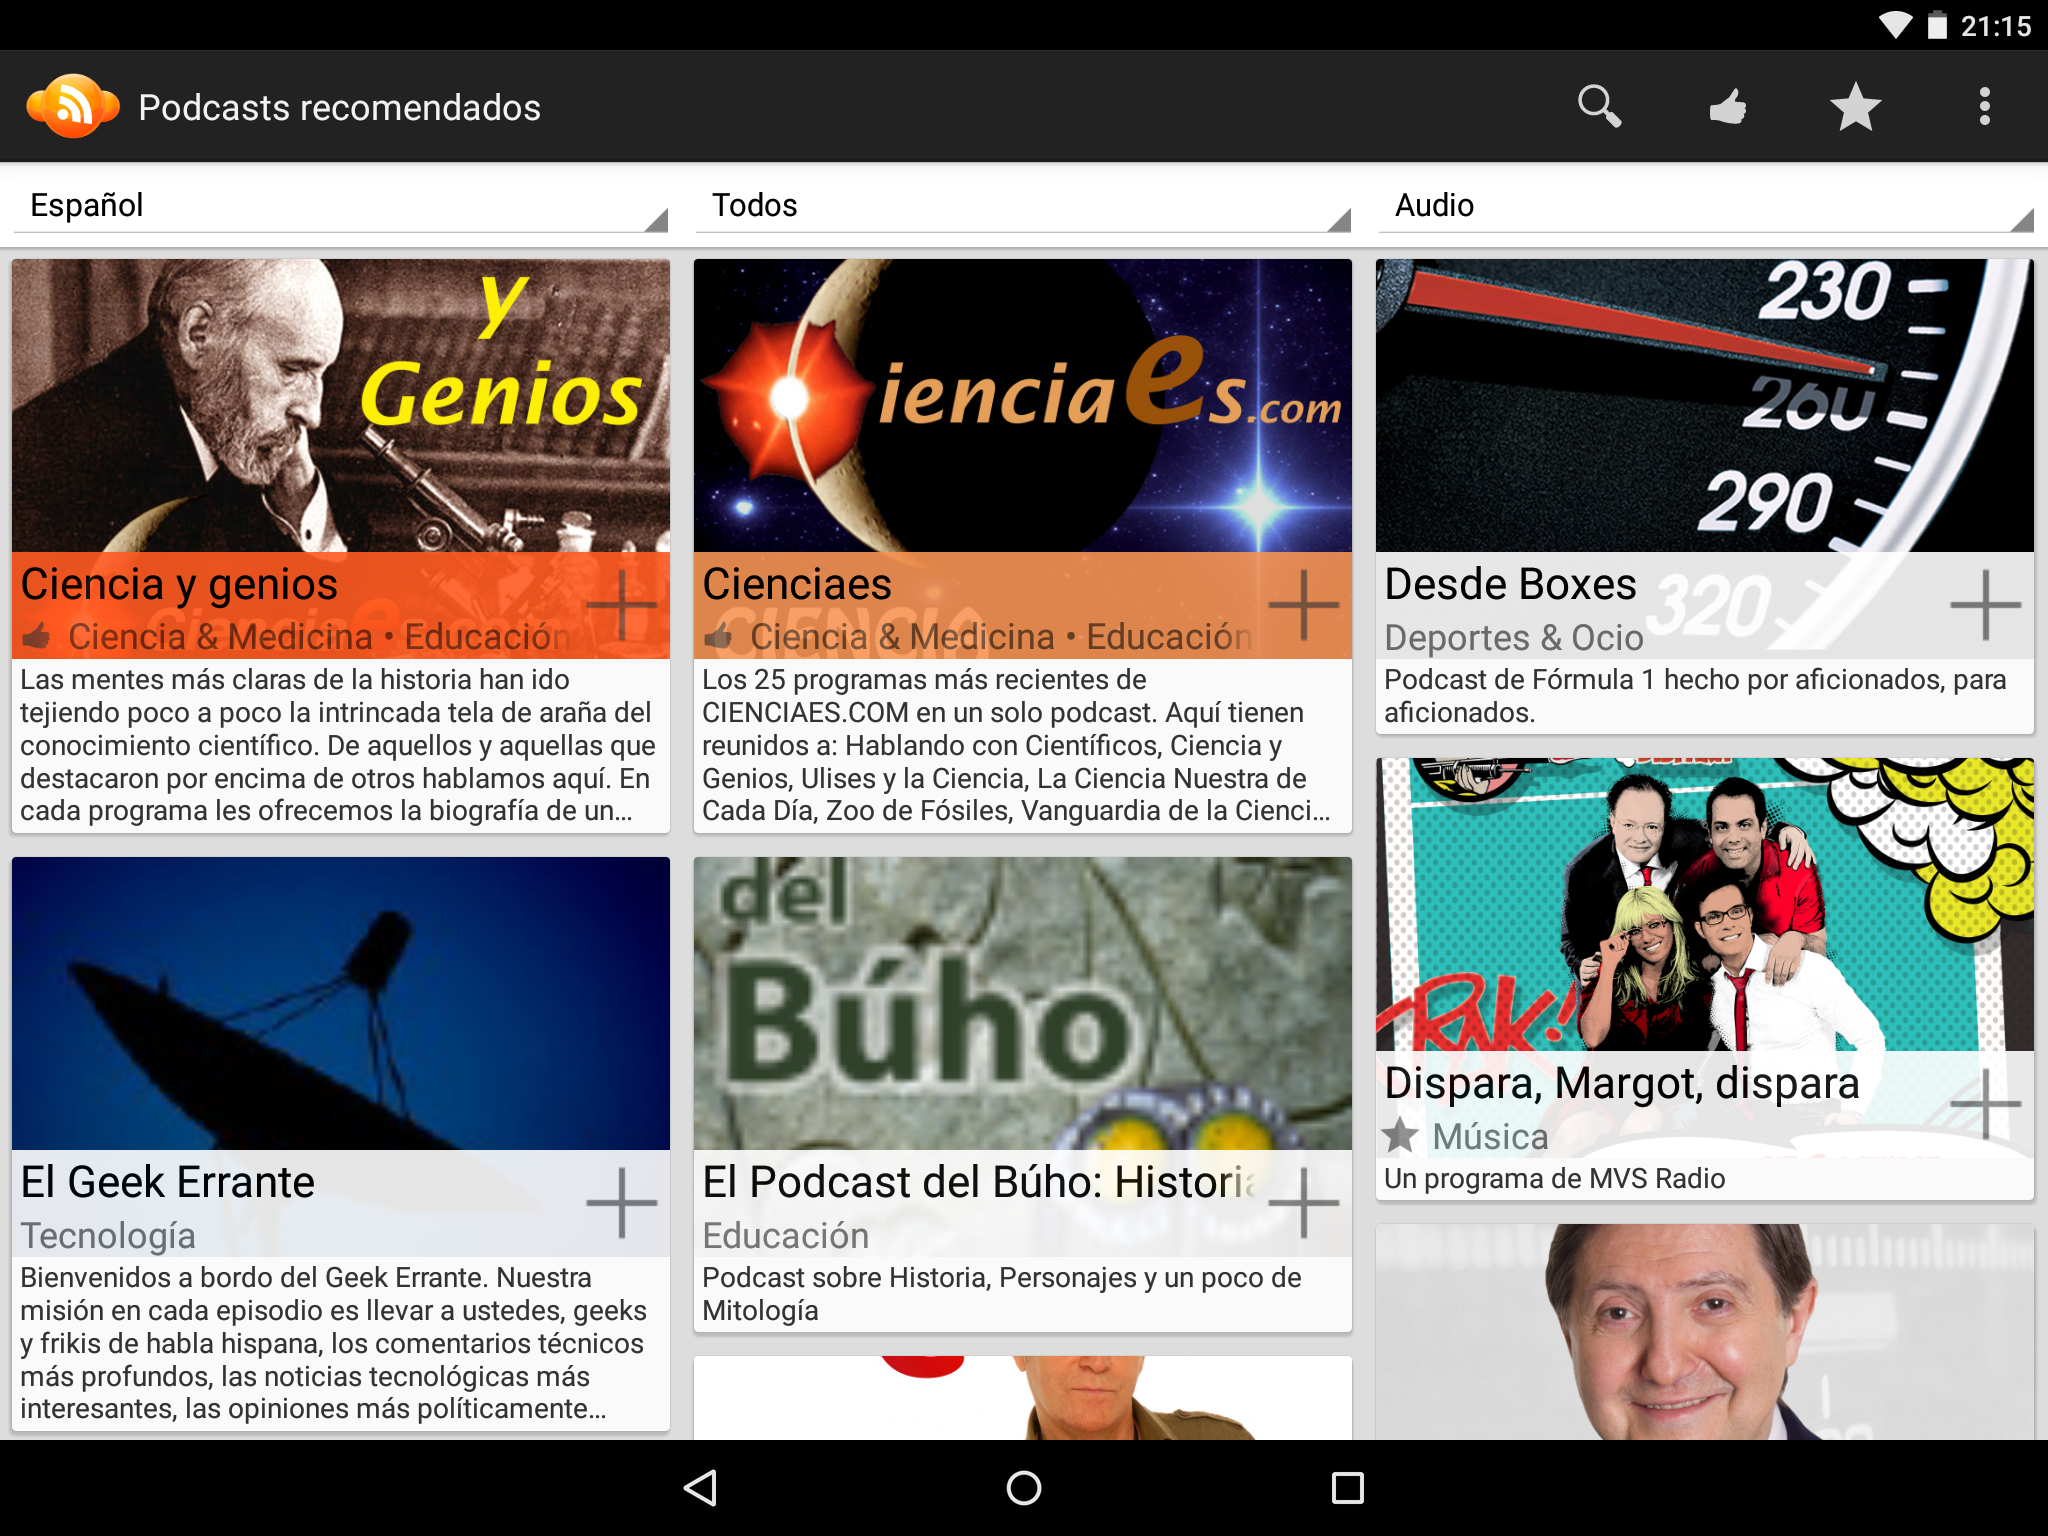 21:15
Podcasts recomendados
Español
Todos
Audio
y
Genios
Ciencia y genios
Ciencia & Medicina • Educación
Las mentes más claras de la historia han ido
tejiendo poco a poco la intrincada tela de araña del
conocimiento científico. De aquellos y aquellas que
destacaron por encima de otros hablamos aquí. En
cada programa les ofrecemos la biografía de un...
cienciaes.com
Cienciaes
Ciencia & Medicina • Educación
Los 25 programas más recientes de
CIENCIAES.COM en un solo podcast. Aquí tienen
reunidos a: Hablando con Científicos, Ciencia y
Genios, Ulises y la Ciencia, La Ciencia Nuestra de
Cada Día, Zoo de Fósiles, Vanguardia de la Cienci...
230
260
290
320
Desde Boxes
Deportes & Ocio
Podcast de Fórmula 1 hecho por aficionados, para
aficionados.
El Geek Errante
Tecnología
Bienvenidos a bordo del Geek Errante. Nuestra
misión en cada episodio es llevar a ustedes, geeks
y frikis de habla hispana, los comentarios técnicos
más profundos, las noticias tecnológicas más
interesantes, las opiniones más políticamente...
del
Búho
El Podcast del Búho: Histori
Educación
Podcast sobre Historia, Personajes y un poco de
Mitología
Dispara, Margot, dispara
Música
Un programa de MVS Radio